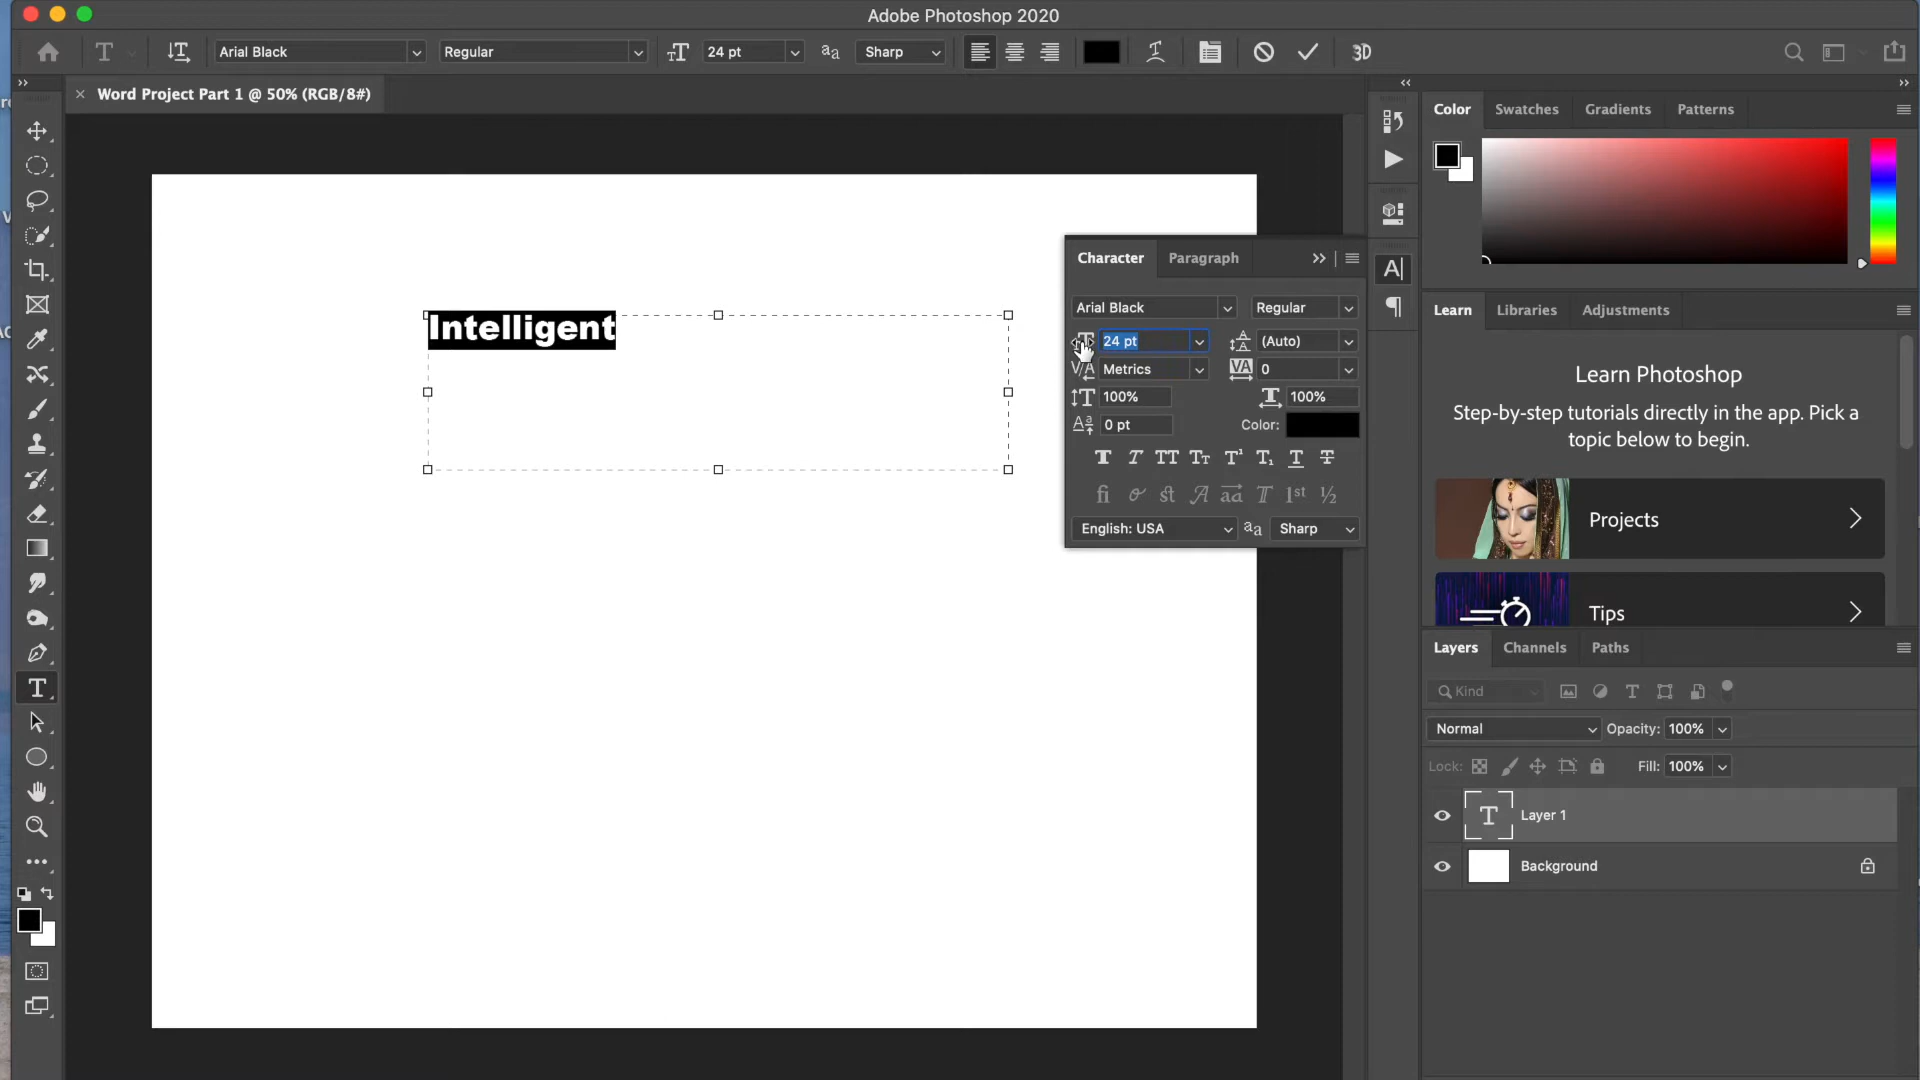 Adobe Photoshop 2020
Arial Black Regular 24 pt Sharp 3D
Word Project Part 1 @ 50% (RGB/8#)
Color Swatches Gradients Patterns
Intelligent
Character Paragraph
Arial Black Regular
24 pt (Auto)
Metrics 0
100% 100%
0 pt Color:
English: USA Sharp
Learn Libraries Adjustments
Learn Photoshop
Step-by-step tutorials directly in the app. Pick a
topic below to begin.
Projects
Tips
Layers Channels Paths
Kind
Normal Opacity: 100%
Lock: Fill: 100%
Layer 1
Background